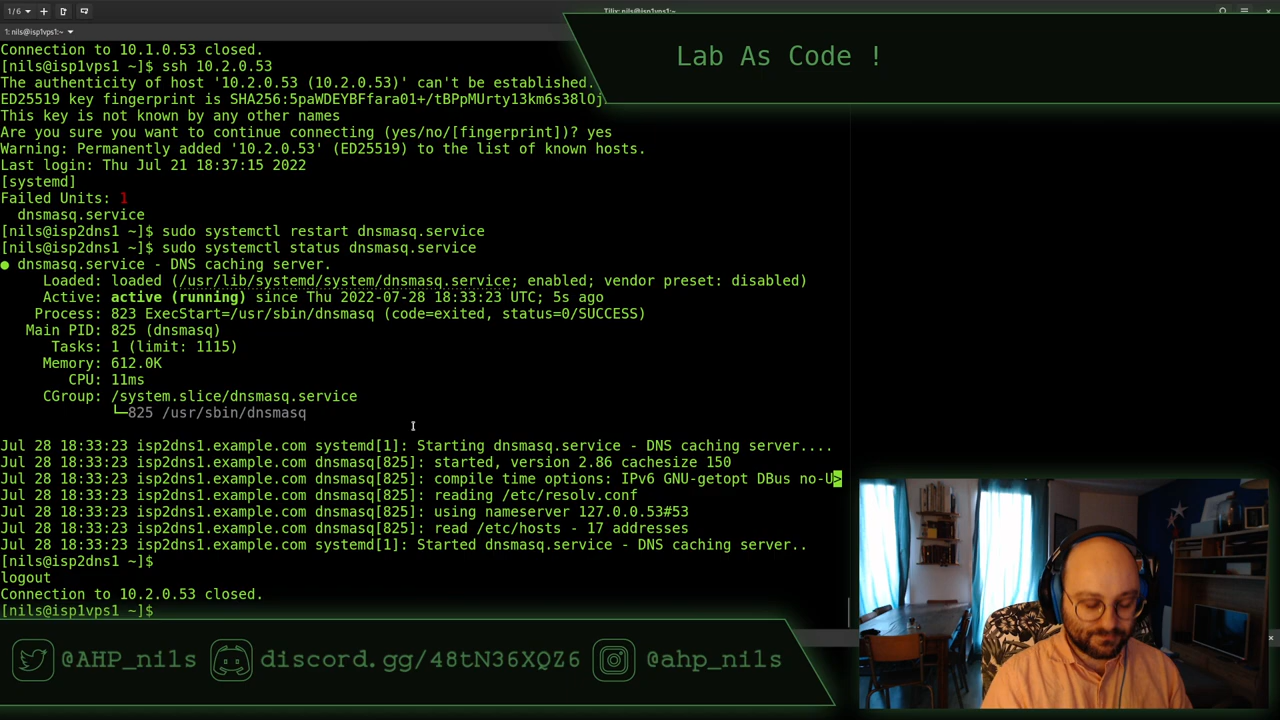 1/6
1: nils@isp1vps1:~
Tilix: nils@isp1vps1:~
Lab As Code !
Connection to 10.1.0.53 closed.
[nils@isp1vps1 ~]$ ssh 10.2.0.53
The authenticity of host '10.2.0.53 (10.2.0.53)' can't be established.
ED25519 key fingerprint is SHA256:5paWDEYBFfara01+/tBPpMUrty13km6s38lOj
This key is not known by any other names
Are you sure you want to continue connecting (yes/no/[fingerprint])? yes
Warning: Permanently added '10.2.0.53' (ED25519) to the list of known hosts.
Last login: Thu Jul 21 18:37:15 2022
[systemd]
Failed Units: 1
dnsmasq.service
[nils@isp2dns1 ~]$ sudo systemctl restart dnsmasq.service
[nils@isp2dns1 ~]$ sudo systemctl status dnsmasq.service
● dnsmasq.service - DNS caching server.
Loaded: loaded (/usr/lib/systemd/system/dnsmasq.service; enabled; vendor preset: disabled)
Active: active (running) since Thu 2022-07-28 18:33:23 UTC; 5s ago
Process: 823 ExecStart=/usr/sbin/dnsmasq (code=exited, status=0/SUCCESS)
Main PID: 825 (dnsmasq)
Tasks: 1 (limit: 1115)
Memory: 612.0K
CPU: 11ms
CGroup: /system.slice/dnsmasq.service
└─825 /usr/sbin/dnsmasq
Jul 28 18:33:23 isp2dns1.example.com systemd[1]: Starting dnsmasq.service - DNS caching server....
Jul 28 18:33:23 isp2dns1.example.com dnsmasq[825]: started, version 2.86 cachesize 150
Jul 28 18:33:23 isp2dns1.example.com dnsmasq[825]: compile time options: IPv6 GNU-getopt DBus no-U>
Jul 28 18:33:23 isp2dns1.example.com dnsmasq[825]: reading /etc/resolv.conf
Jul 28 18:33:23 isp2dns1.example.com dnsmasq[825]: using nameserver 127.0.0.53#53
Jul 28 18:33:23 isp2dns1.example.com dnsmasq[825]: read /etc/hosts - 17 addresses
Jul 28 18:33:23 isp2dns1.example.com systemd[1]: Started dnsmasq.service - DNS caching server..
[nils@isp2dns1 ~]$
logout
Connection to 10.2.0.53 closed.
[nils@isp1vps1 ~]$
@AHP_nils discord.gg/48tN36XQZ6 @ahp_nils